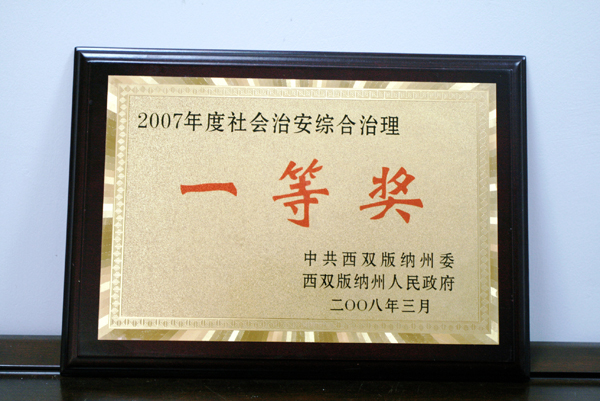 2007年度社会治安综合治理
一等奖
中共西双版纳州委
西双版纳州人民政府
二〇〇八年三月